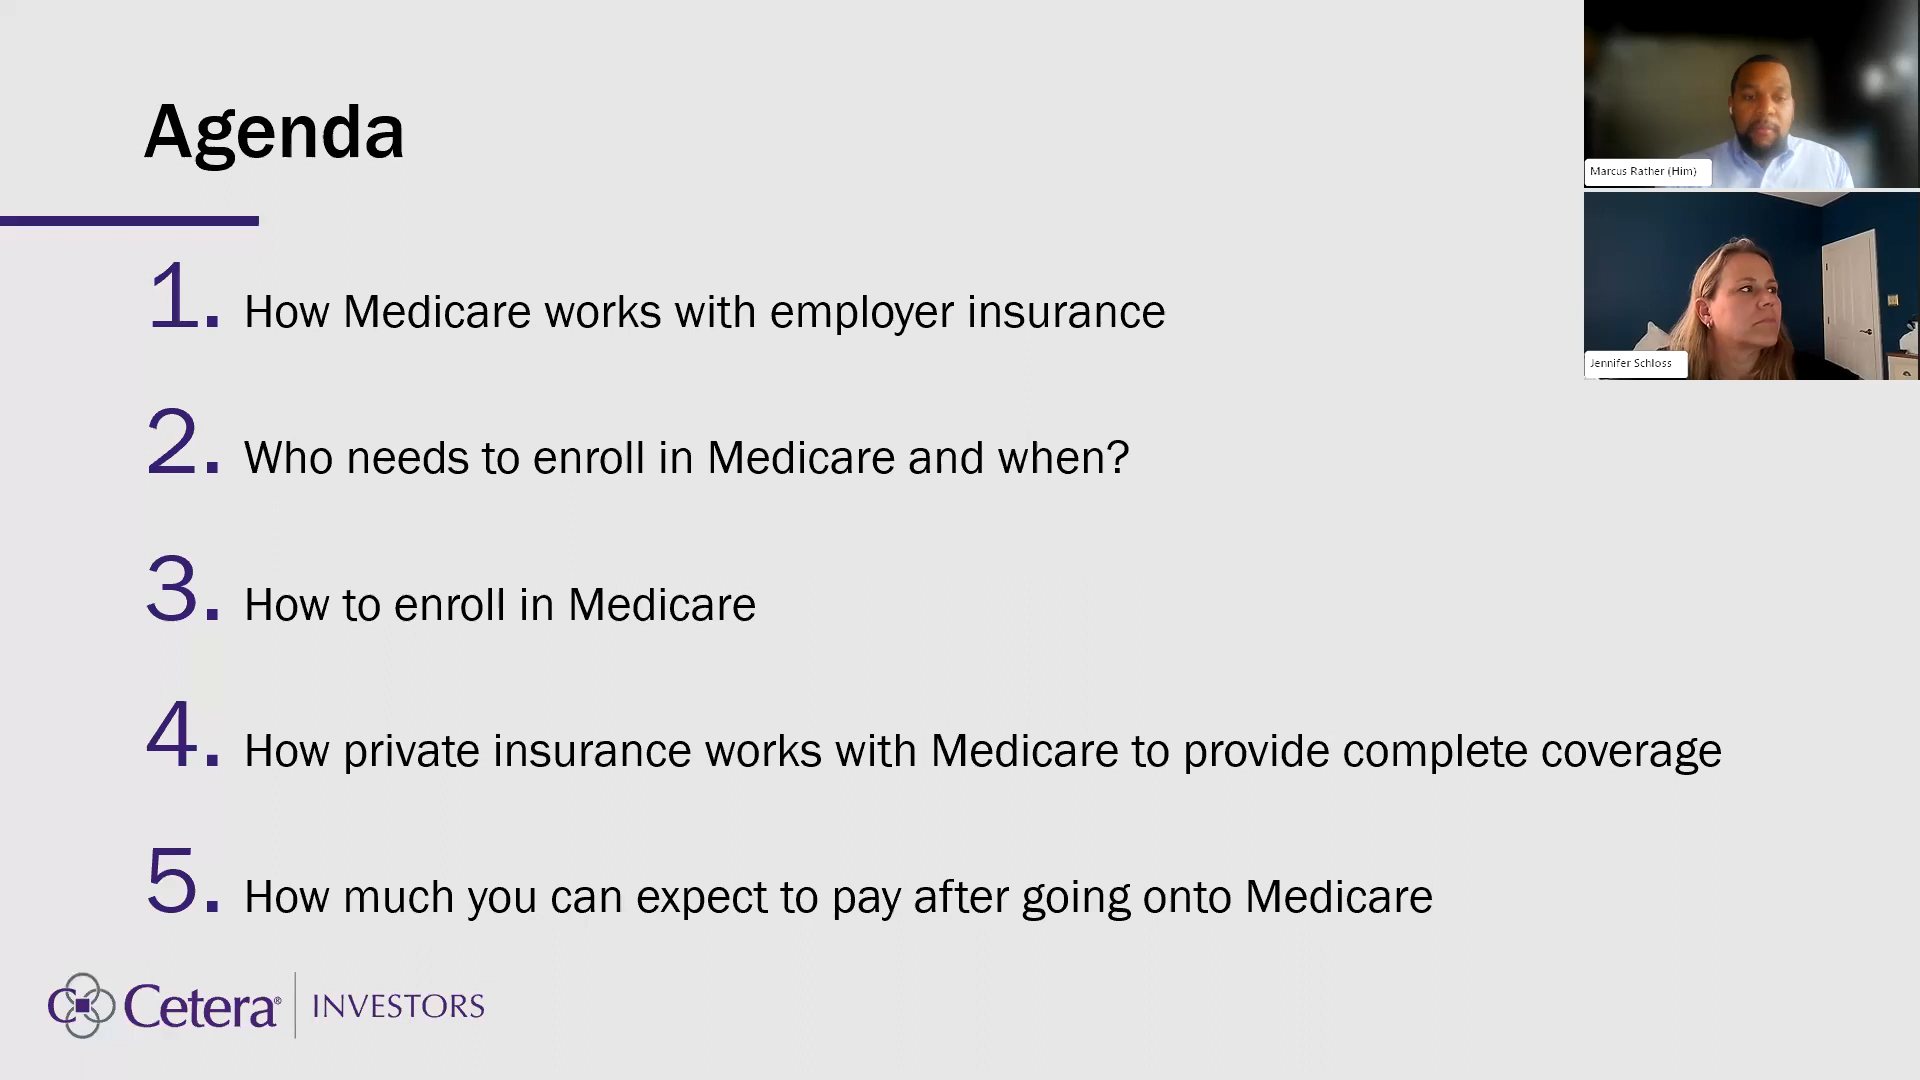 Agenda
1. How Medicare works with employer insurance
2. Who needs to enroll in Medicare and when?
3. How to enroll in Medicare
4. How private insurance works with Medicare to provide complete coverage
5. How much you can expect to pay after going onto Medicare
Cetera® | INVESTORS
Marcus Rather (Him)
Jennifer Schloss